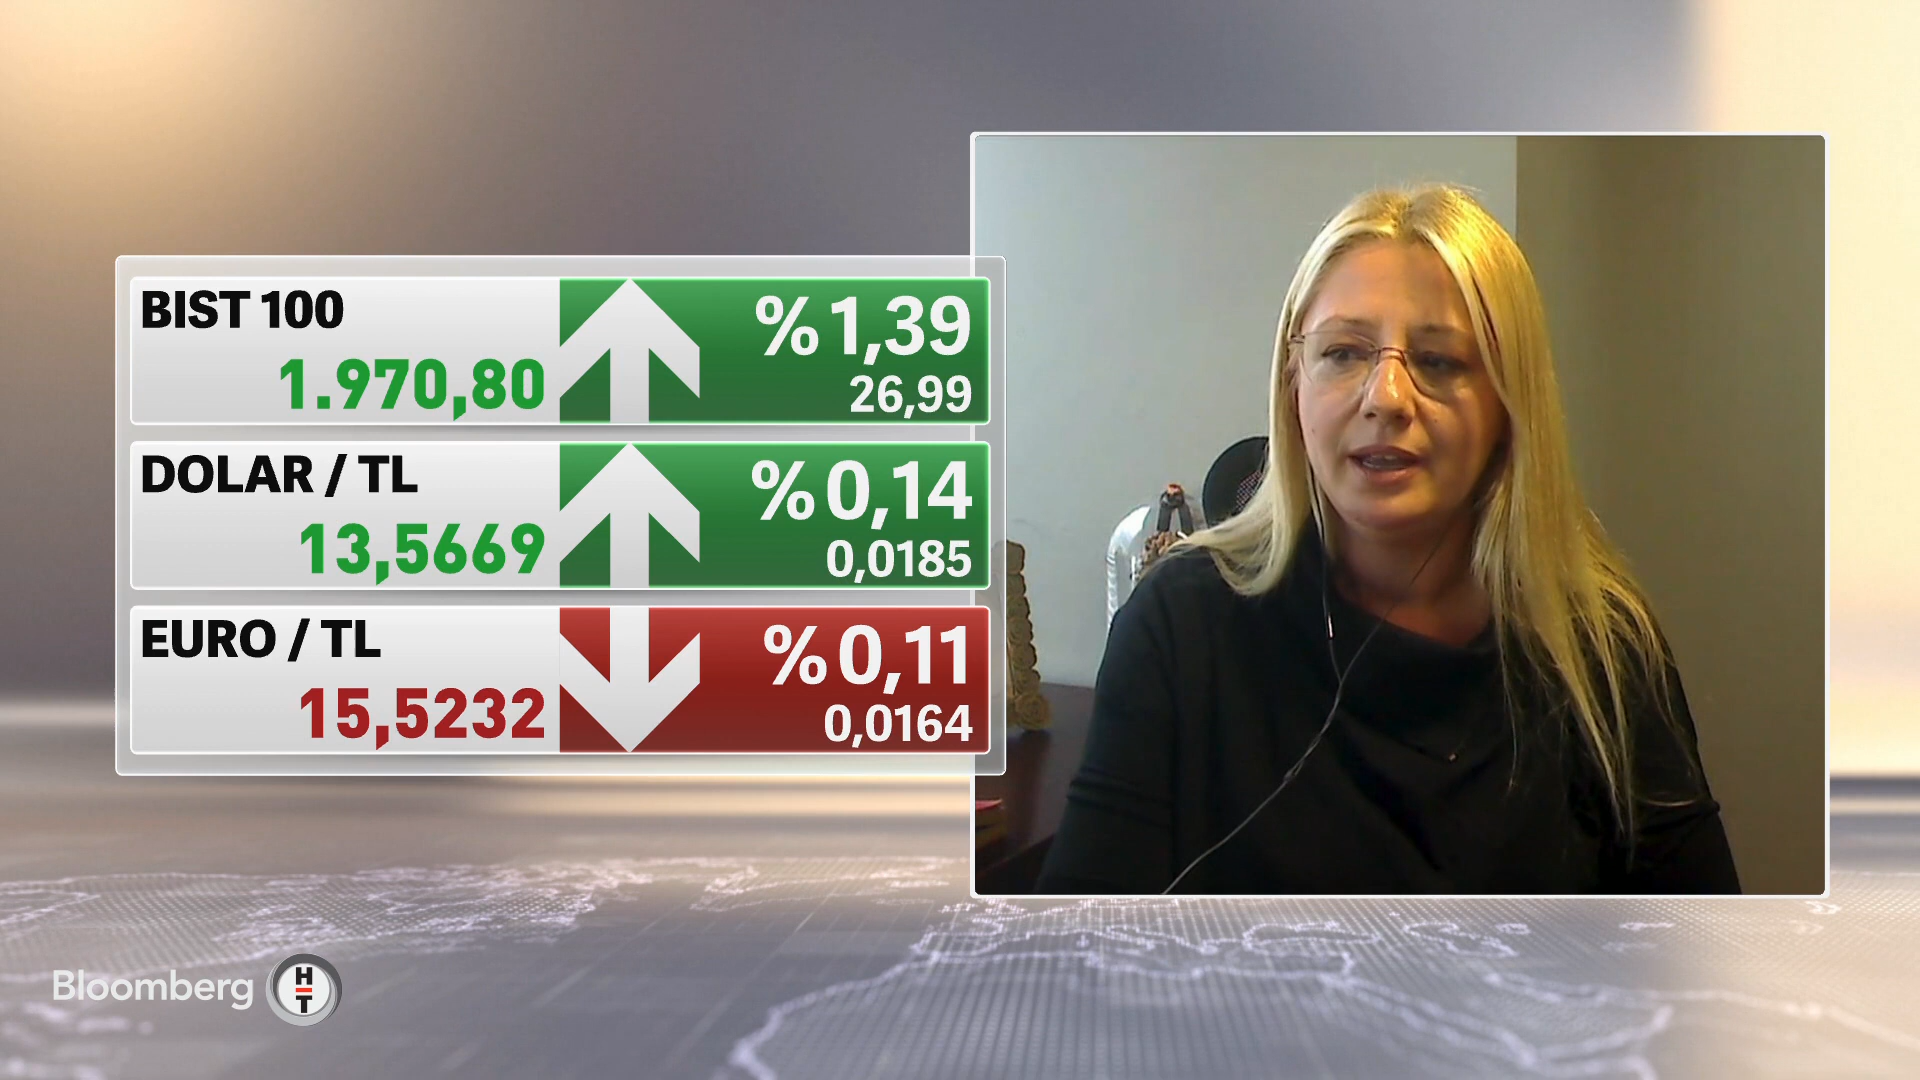 BIST 100
1.970,80
%1,39
26,99
DOLAR / TL
13,5669
%0,14
0,0185
EURO / TL
15,5232
%0,11
0,0164
Bloomberg HT